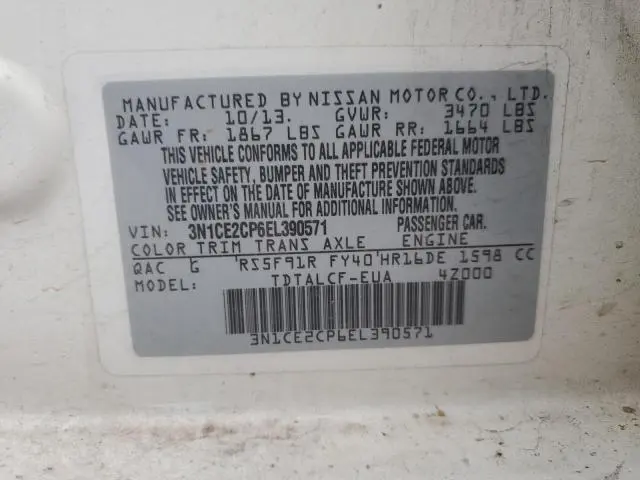 MANUFACTURED BY NISSAN MOTOR CO., LTD.
DATE: 10/13. GVWR: 3470 LBS
GAWR FR: 1867 LBS GAWR RR: 1664 LBS
THIS VEHICLE CONFORMS TO ALL APPLICABLE FEDERAL MOTOR
VEHICLE SAFETY, BUMPER AND THEFT PREVENTION STANDARDS
IN EFFECT ON THE DATE OF MANUFACTURE SHOWN ABOVE.
SEE OWNER'S MANUAL FOR ADDITIONAL INFORMATION.
VIN: 3N1CE2CP6EL390571 PASSENGER CAR.
COLOR TRIM TRANS AXLE ENGINE
QAC G RS5F91R FY40 HR16DE 1598 CC
MODEL: TDTALCF-EUA 4Z000
3N1CE2CP6EL390571